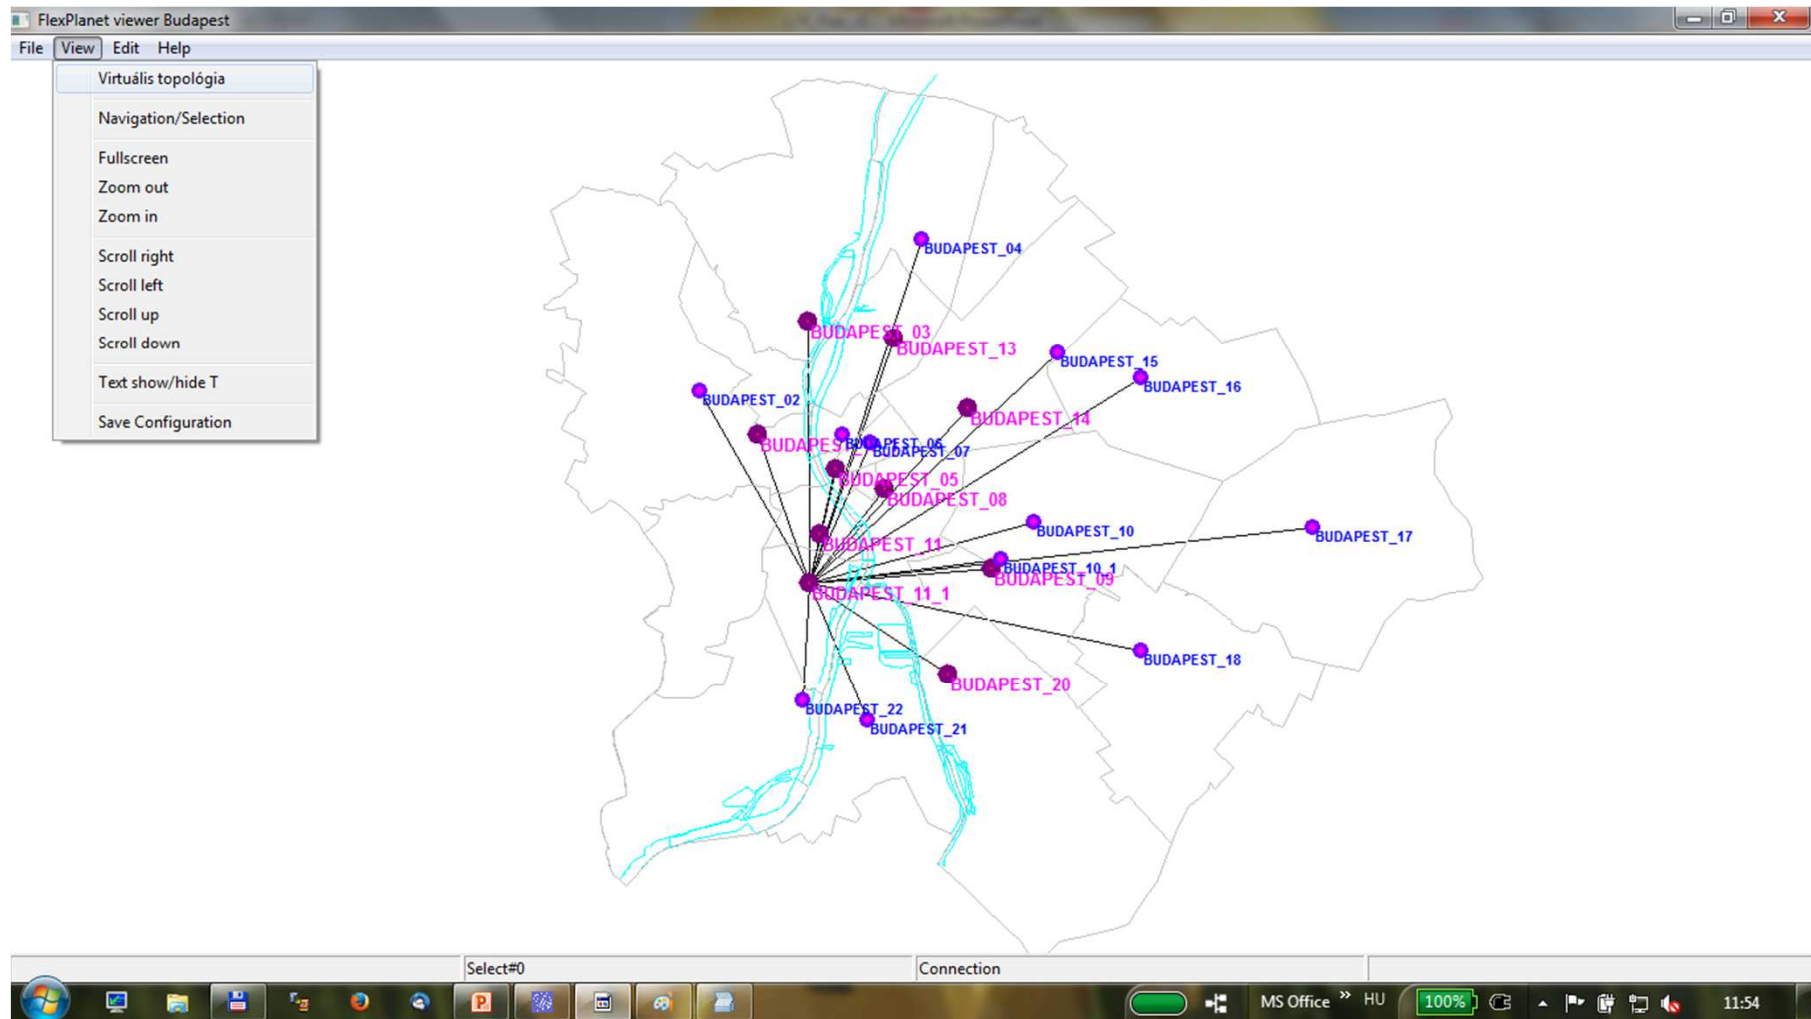 FlexPlanet viewer Budapest
File View Edit Help
Virtuális topológia
Navigation/Selection
Fullscreen
Zoom out
Zoom in
Scroll right
Scroll left
Scroll up
Scroll down
Text show/hide T
Save Configuration
BUDAPEST_04
BUDAPEST_03
BUDAPEST_13
BUDAPEST_15
BUDAPEST_16
BUDAPEST_02
BUDAPEST_14
BUDAPEST_06
BUDAPEST_07
BUDAPEST_05
BUDAPEST_08
BUDAPEST_10
BUDAPEST_17
BUDAPEST_11
BUDAPEST_10_1
BUDAPEST_09
BUDAPEST_11_1
BUDAPEST_18
BUDAPEST_20
BUDAPEST_22
BUDAPEST_21
Select#0 Connection
MS Office » HU 100% 11:54